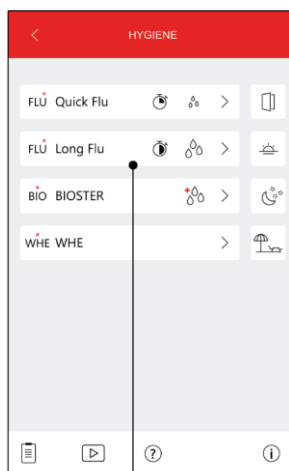 HYGIENE
FLU Quick Flu
FLU Long Flu
BIO BIOSTER
WHE WHE